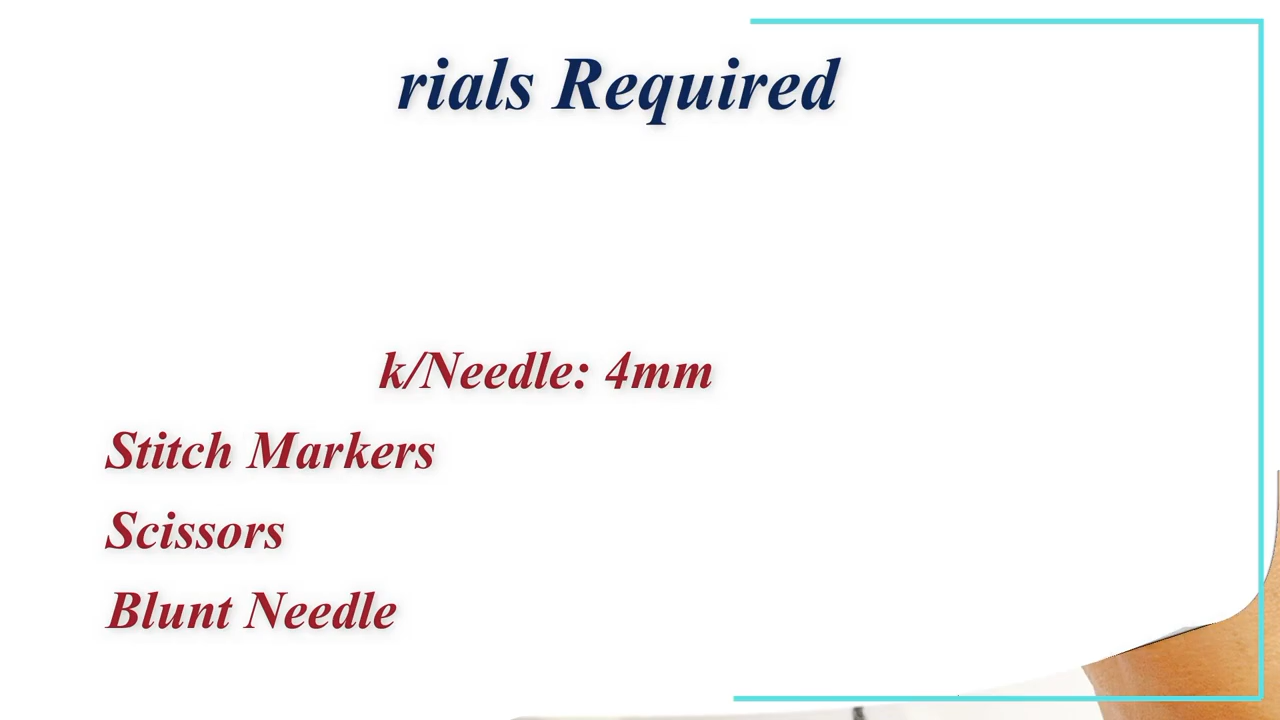 rials Required
k/Needle: 4mm
Stitch Markers
Scissors
Blunt Needle